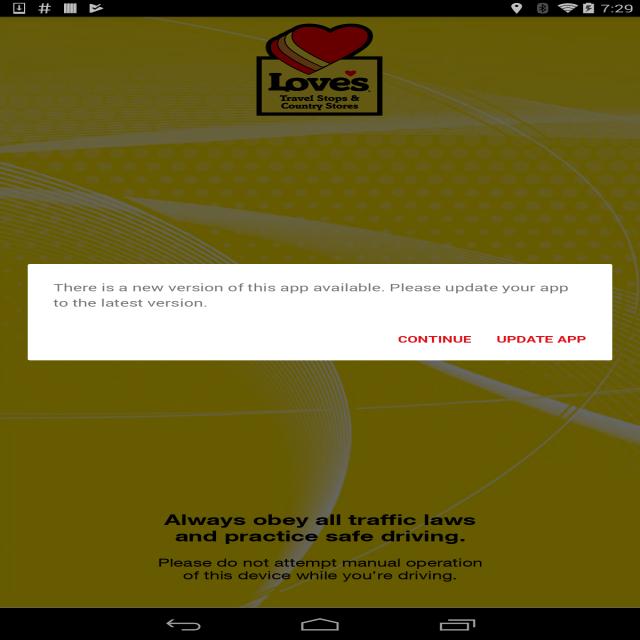 7:29
Love's
Travel Stops &
Country Stores
There is a new version of this app available. Please update your app
to the latest version.
CONTINUE UPDATE APP
Always obey all traffic laws
and practice safe driving.
Please do not attempt manual operation
of this device while you're driving.